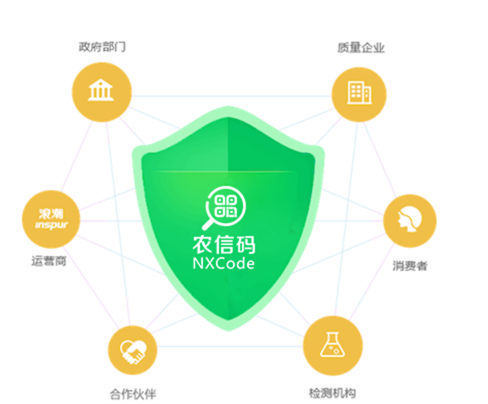 政府部门
质量企业
浪潮
inspur
农信码
NXCode
运营商
消费者
合作伙伴
检测机构